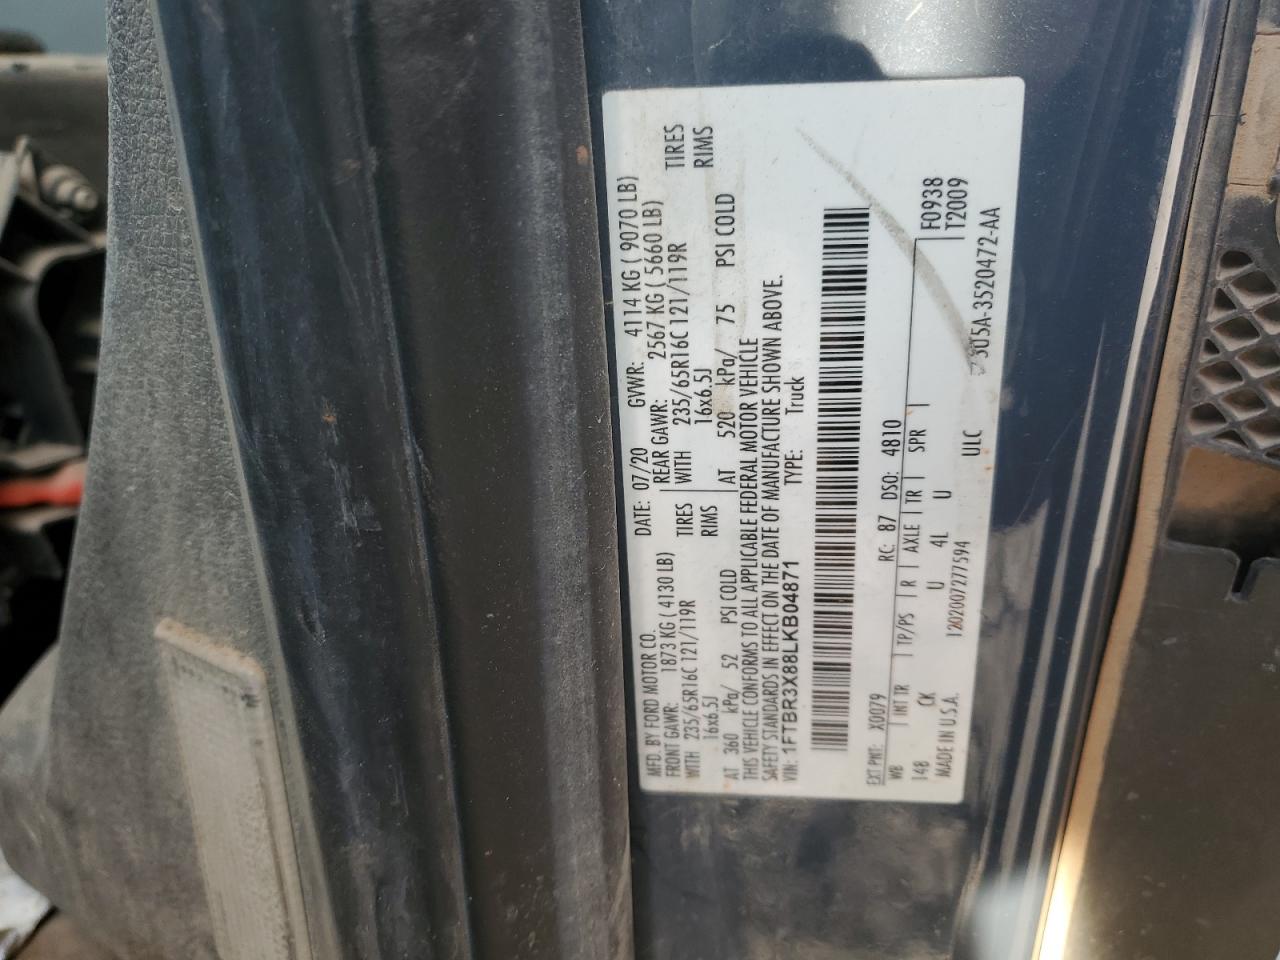 MFD. BY FORD MOTOR CO.
DATE: 07/20 GVWR: 4114 KG ( 9070 LB)
FRONT GAWR: 1873 KG ( 4130 LB) REAR GAWR: 2567 KG ( 5660 LB)
WITH 235/65R16C 121/119R TIRES WITH 235/65R16C 121/119R TIRES
16x6.5J RIMS 16x6.5J RIMS
AT 360 kPa/ 52 PSI COLD AT 520 kPa/ 75 PSI COLD
THIS VEHICLE CONFORMS TO ALL APPLICABLE FEDERAL MOTOR VEHICLE
SAFETY STANDARDS IN EFFECT ON THE DATE OF MANUFACTURE SHOWN ABOVE.
VIN: 1FTBR3X88LKB04871 TYPE: Truck
EXT PNT: X0079 RC: 87 DSO: 4810
WB INT TR TP/PS R AXLE TR SPR F0938
148 CK U 4L U T2009
MADE IN U.S.A. 1202007277594 ULC 5U5A-3520472-AA